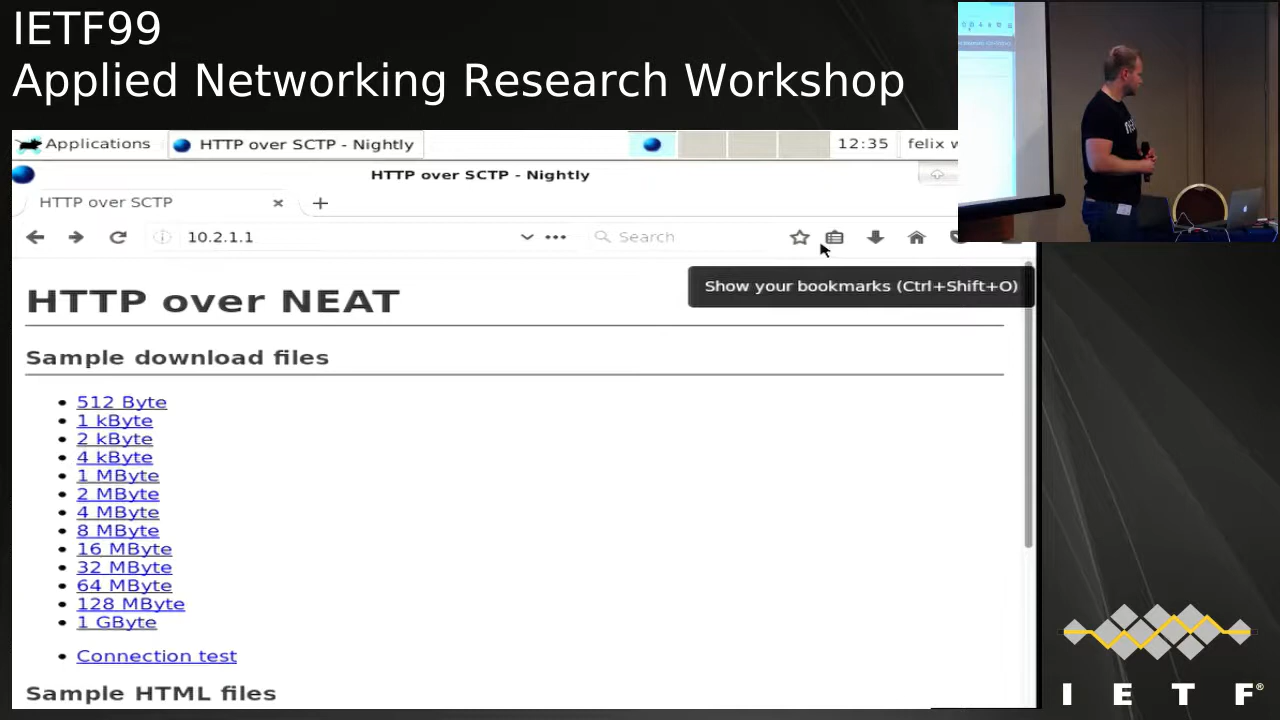 IETF99
Applied Networking Research Workshop
Applications
HTTP over SCTP - Nightly
12:35
felix w
HTTP over SCTP - Nightly
HTTP over SCTP
10.2.1.1
Search
Show your bookmarks (Ctrl+Shift+O)
HTTP over NEAT
Sample download files
512 Byte
1 kByte
2 kByte
4 kByte
1 MByte
2 MByte
4 MByte
8 MByte
16 MByte
32 MByte
64 MByte
128 MByte
1 GByte
Connection test
Sample HTML files
I E T F®